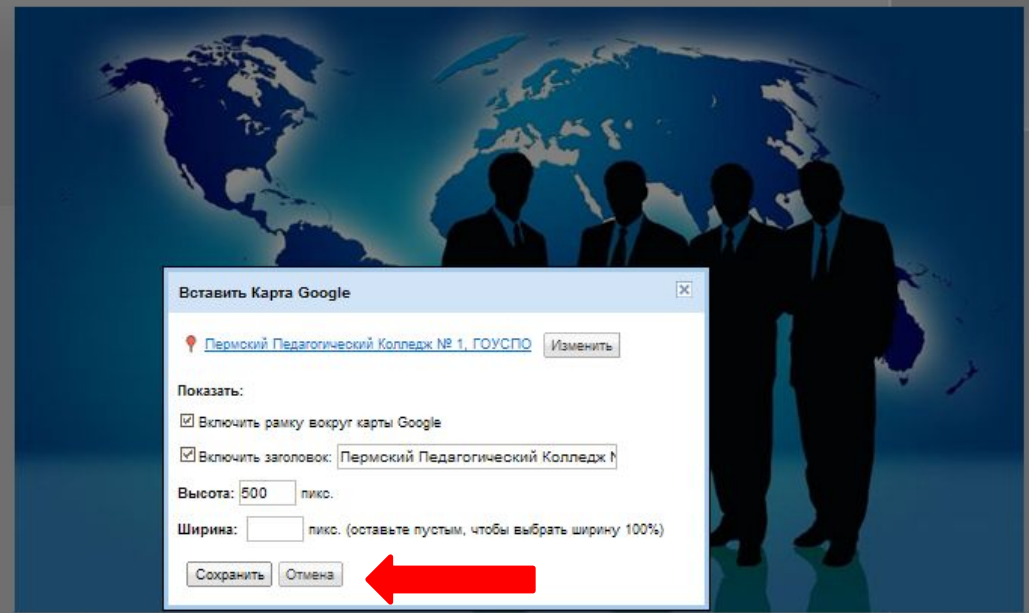 Вставить Карта Google
Пермский Педагогический Колледж № 1, ГОУСПО Изменить
Показать:
Включить рамку вокруг карты Google
Включить заголовок: Пермский Педагогический Колледж
Высота: 500 пикс.
Ширина: пикс. (оставьте пустым, чтобы выбрать ширину 100%)
Сохранить Отмена